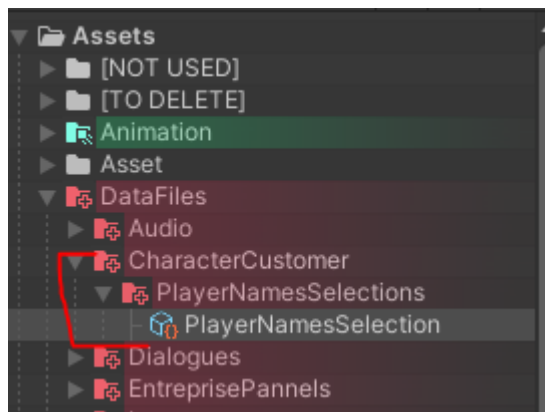 Assets
[NOT USED]
[TO DELETE]
Animation
Asset
DataFiles
Audio
CharacterCustomer
PlayerNamesSelections
PlayerNamesSelection
Dialogues
EntreprisePannels